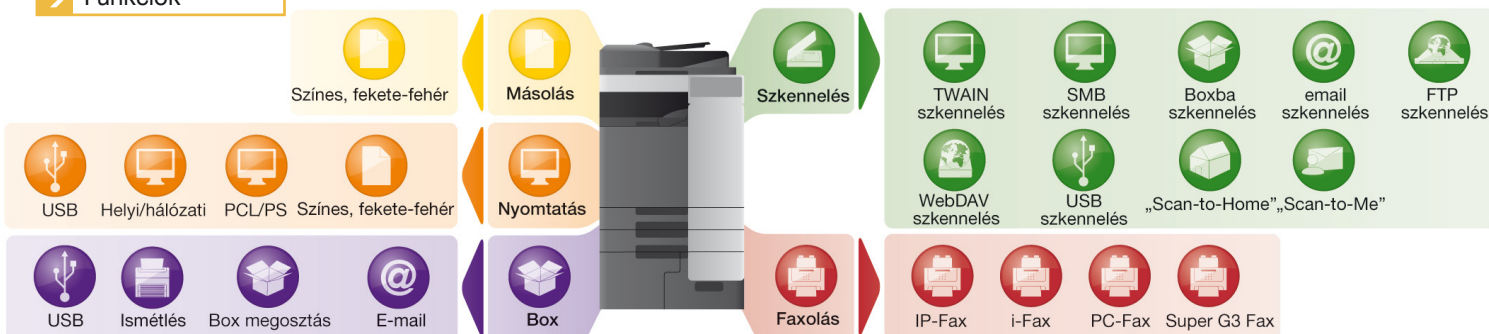 Funkciók
Színes, fekete-fehér
Másolás
Szkennelés
TWAIN
szkennelés
SMB
szkennelés
Boxba
szkennelés
email
szkennelés
FTP
szkennelés
USB
Helyi/hálózati
PCL/PS
Színes, fekete-fehér
Nyomtatás
WebDAV
szkennelés
USB
szkennelés
„Scan-to-Home”
„Scan-to-Me”
USB
Ismétlés
Box megosztás
E-mail
Box
Faxolás
IP-Fax
i-Fax
PC-Fax
Super G3 Fax